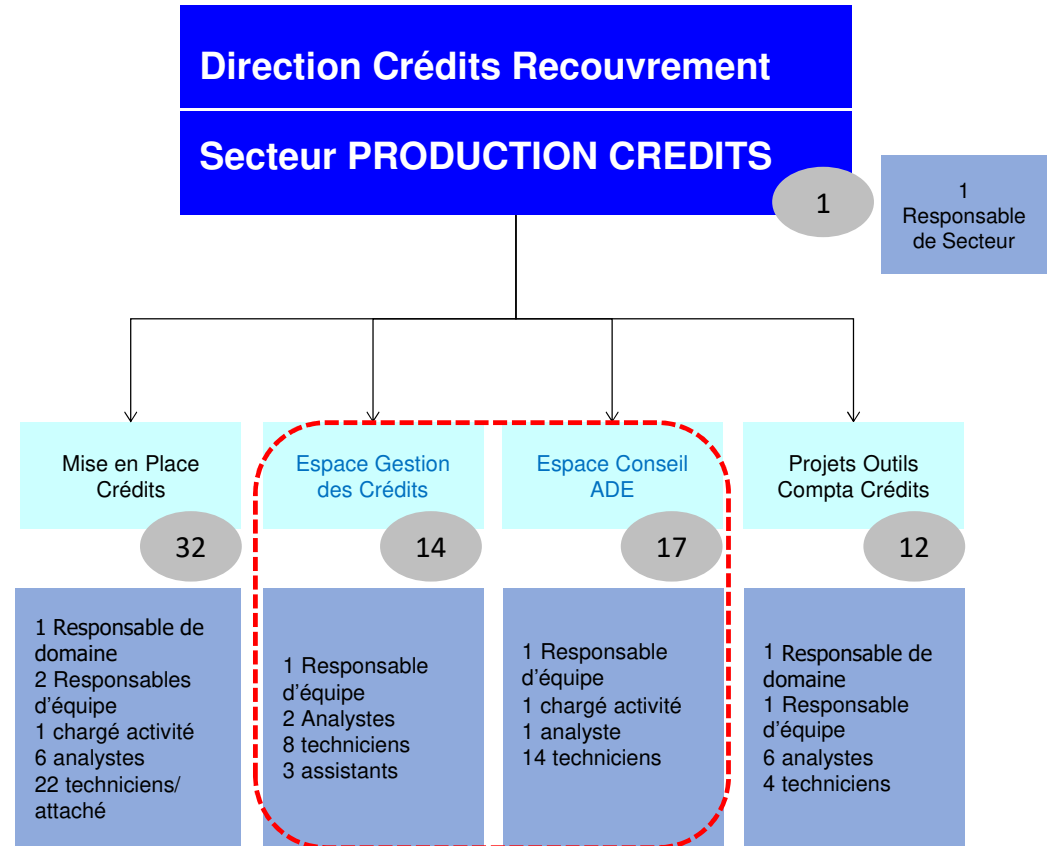 Direction Crédits Recouvrement
Secteur PRODUCTION CREDITS
1
1
Responsable
de Secteur
Mise en Place
Crédits
32
Espace Gestion
des Crédits
14
Espace Conseil
ADE
17
Projets Outils
Compta Crédits
12
1 Responsable de
domaine
2 Responsables
d'équipe
1 chargé activité
6 analystes
22 techniciens/
attaché
1 Responsable
d'équipe
2 Analystes
8 techniciens
3 assistants
1 Responsable
d'équipe
1 chargé activité
1 analyste
14 techniciens
1 Responsable de
domaine
1 Responsable
d'équipe
6 analystes
4 techniciens